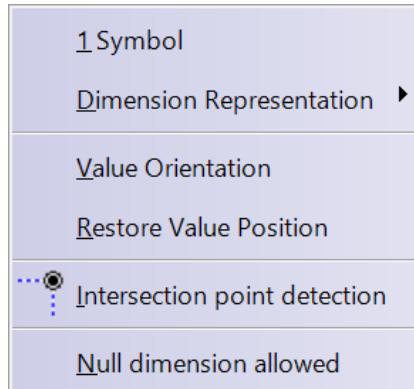 1 Symbol
Dimension Representation
Value Orientation
Restore Value Position
Intersection point detection
Null dimension allowed